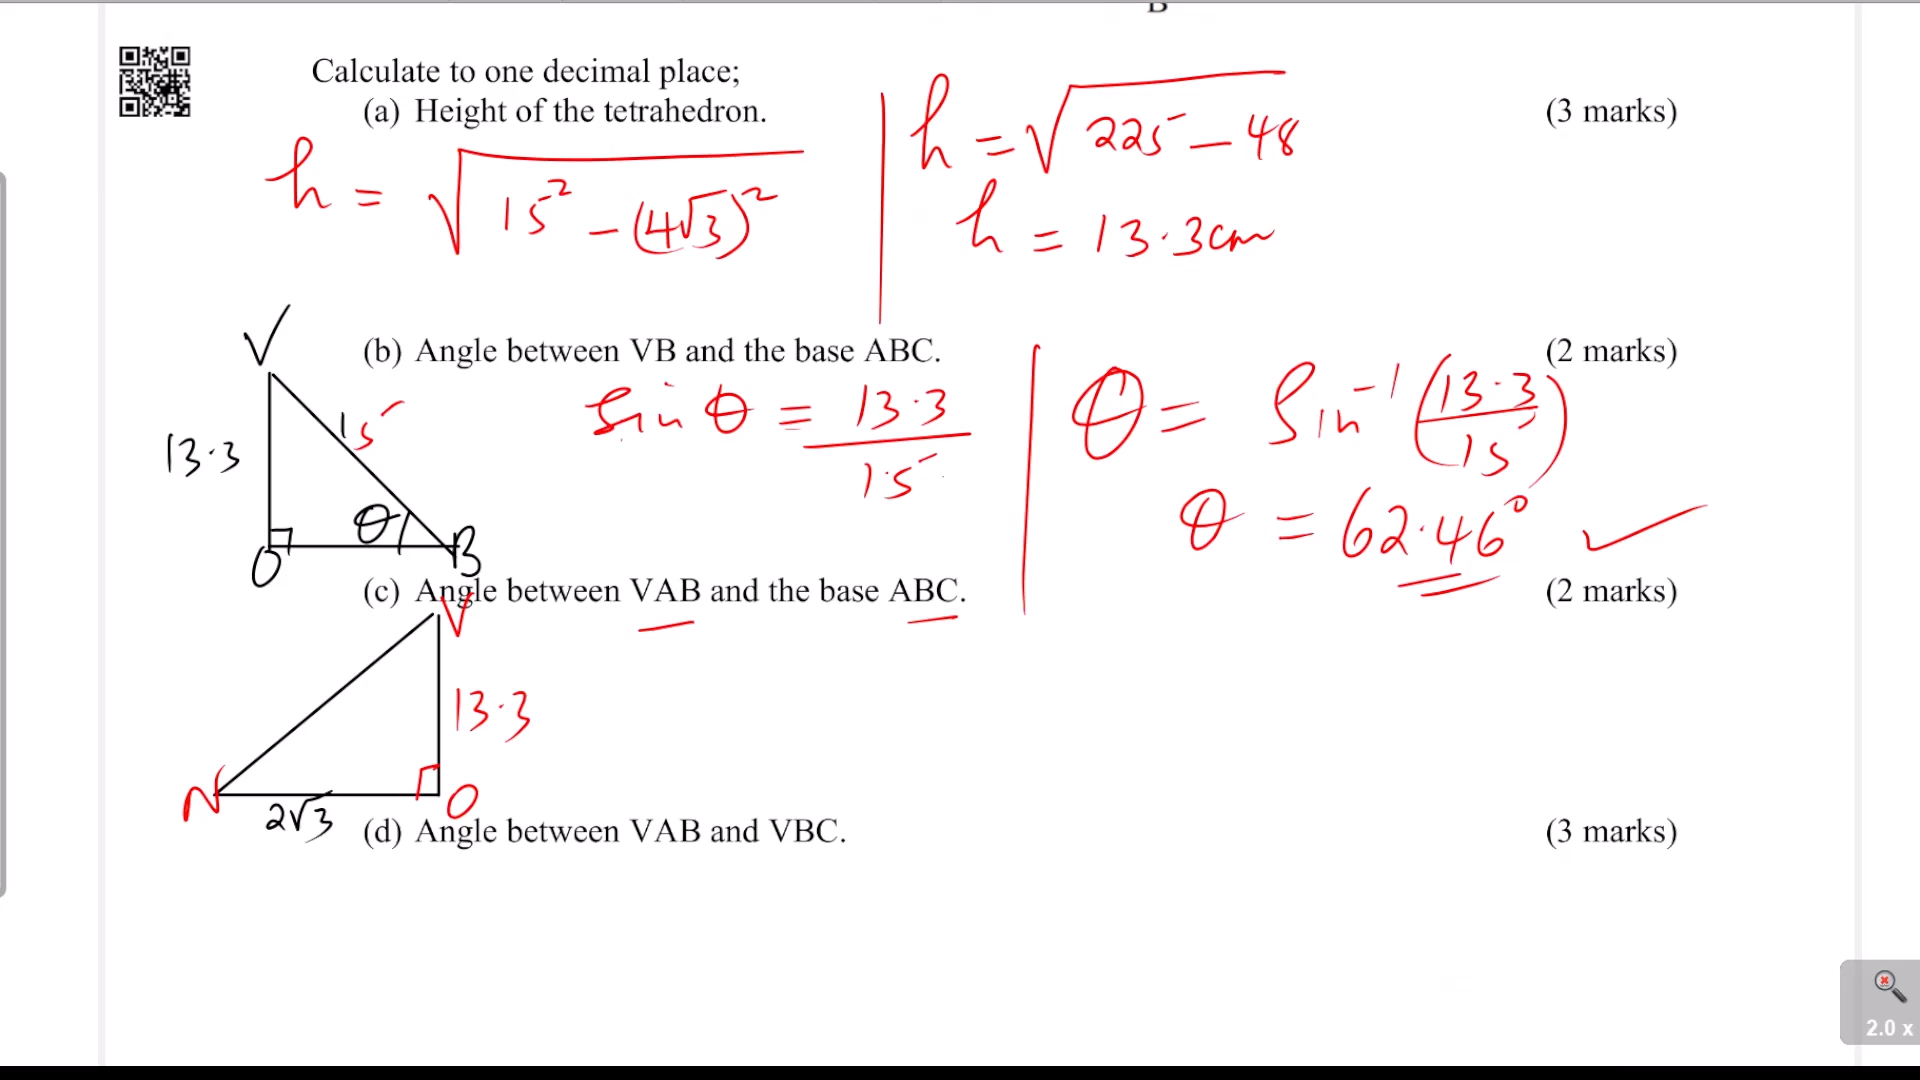 B
Calculate to one decimal place;
(a) Height of the tetrahedron. (3 marks)
h = √(15² – (4√3)²)
h = √(225 – 48)
h = 13.3cm
(b) Angle between VB and the base ABC. (2 marks)
V
13.3
15
θ
O
B
sin θ = 13.3/15
θ = Sin⁻¹(13.3/15)
θ = 62.46°
(c) Angle between VAB and the base ABC. (2 marks)
V
13.3
N
2√3
O
(d) Angle between VAB and VBC. (3 marks)
2.0 x